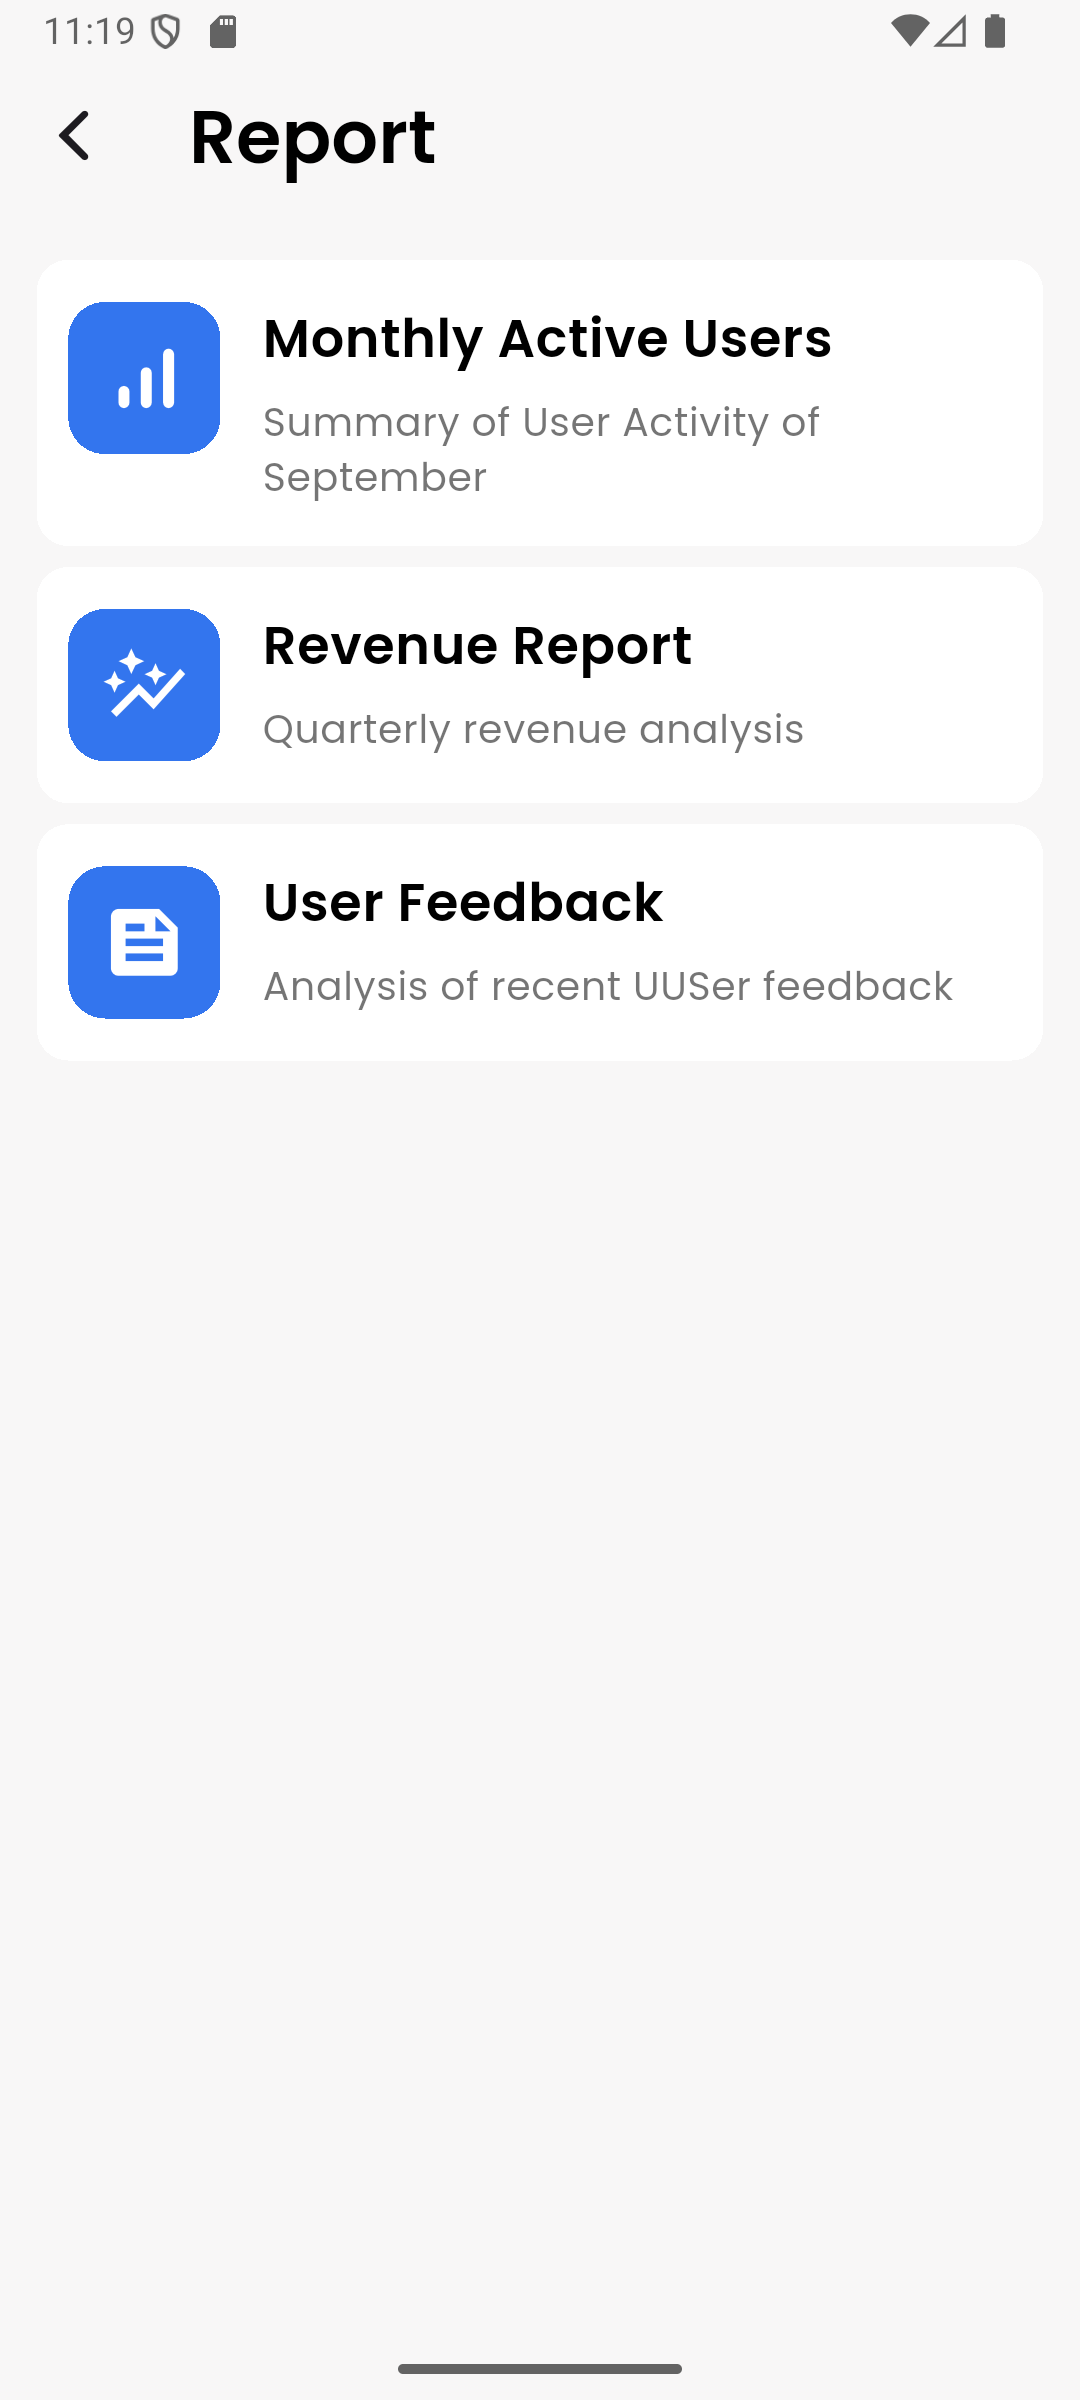 11:19
Report
Monthly Active Users
Summary of User Activity of
September
Revenue Report
Quarterly revenue analysis
User Feedback
Analysis of recent UUSer feedback